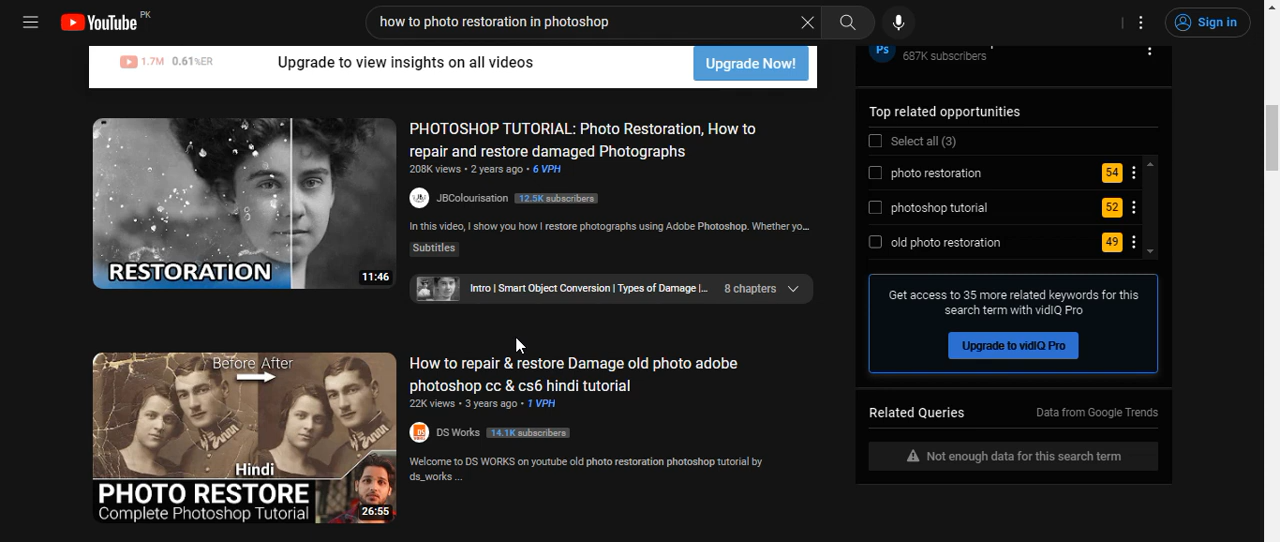 YouTube PK
how to photo restoration in photoshop
Sign in
1.7M 0.61%ER
Upgrade to view insights on all videos
Upgrade Now!
Ps
687K subscribers
RESTORATION
11:46
PHOTOSHOP TUTORIAL: Photo Restoration, How to
repair and restore damaged Photographs
208K views • 2 years ago • 6 VPH
JBColourisation 12.5K subscribers
In this video, I show you how I restore photographs using Adobe Photoshop. Whether yo...
Subtitles
Intro | Smart Object Conversion | Types of Damage |...
8 chapters
Before After
Hindi
PHOTO RESTORE
Complete Photoshop Tutorial
26:55
How to repair & restore Damage old photo adobe
photoshop cc & cs6 hindi tutorial
22K views • 3 years ago • 1 VPH
DS Works 14.1K subscribers
Welcome to DS WORKS on youtube old photo restoration photoshop tutorial by
ds_works ...
Top related opportunities
Select all (3)
photo restoration 54
photoshop tutorial 52
old photo restoration 49
Get access to 35 more related keywords for this
search term with vidIQ Pro
Upgrade to vidIQ Pro
Related Queries
Data from Google Trends
Not enough data for this search term